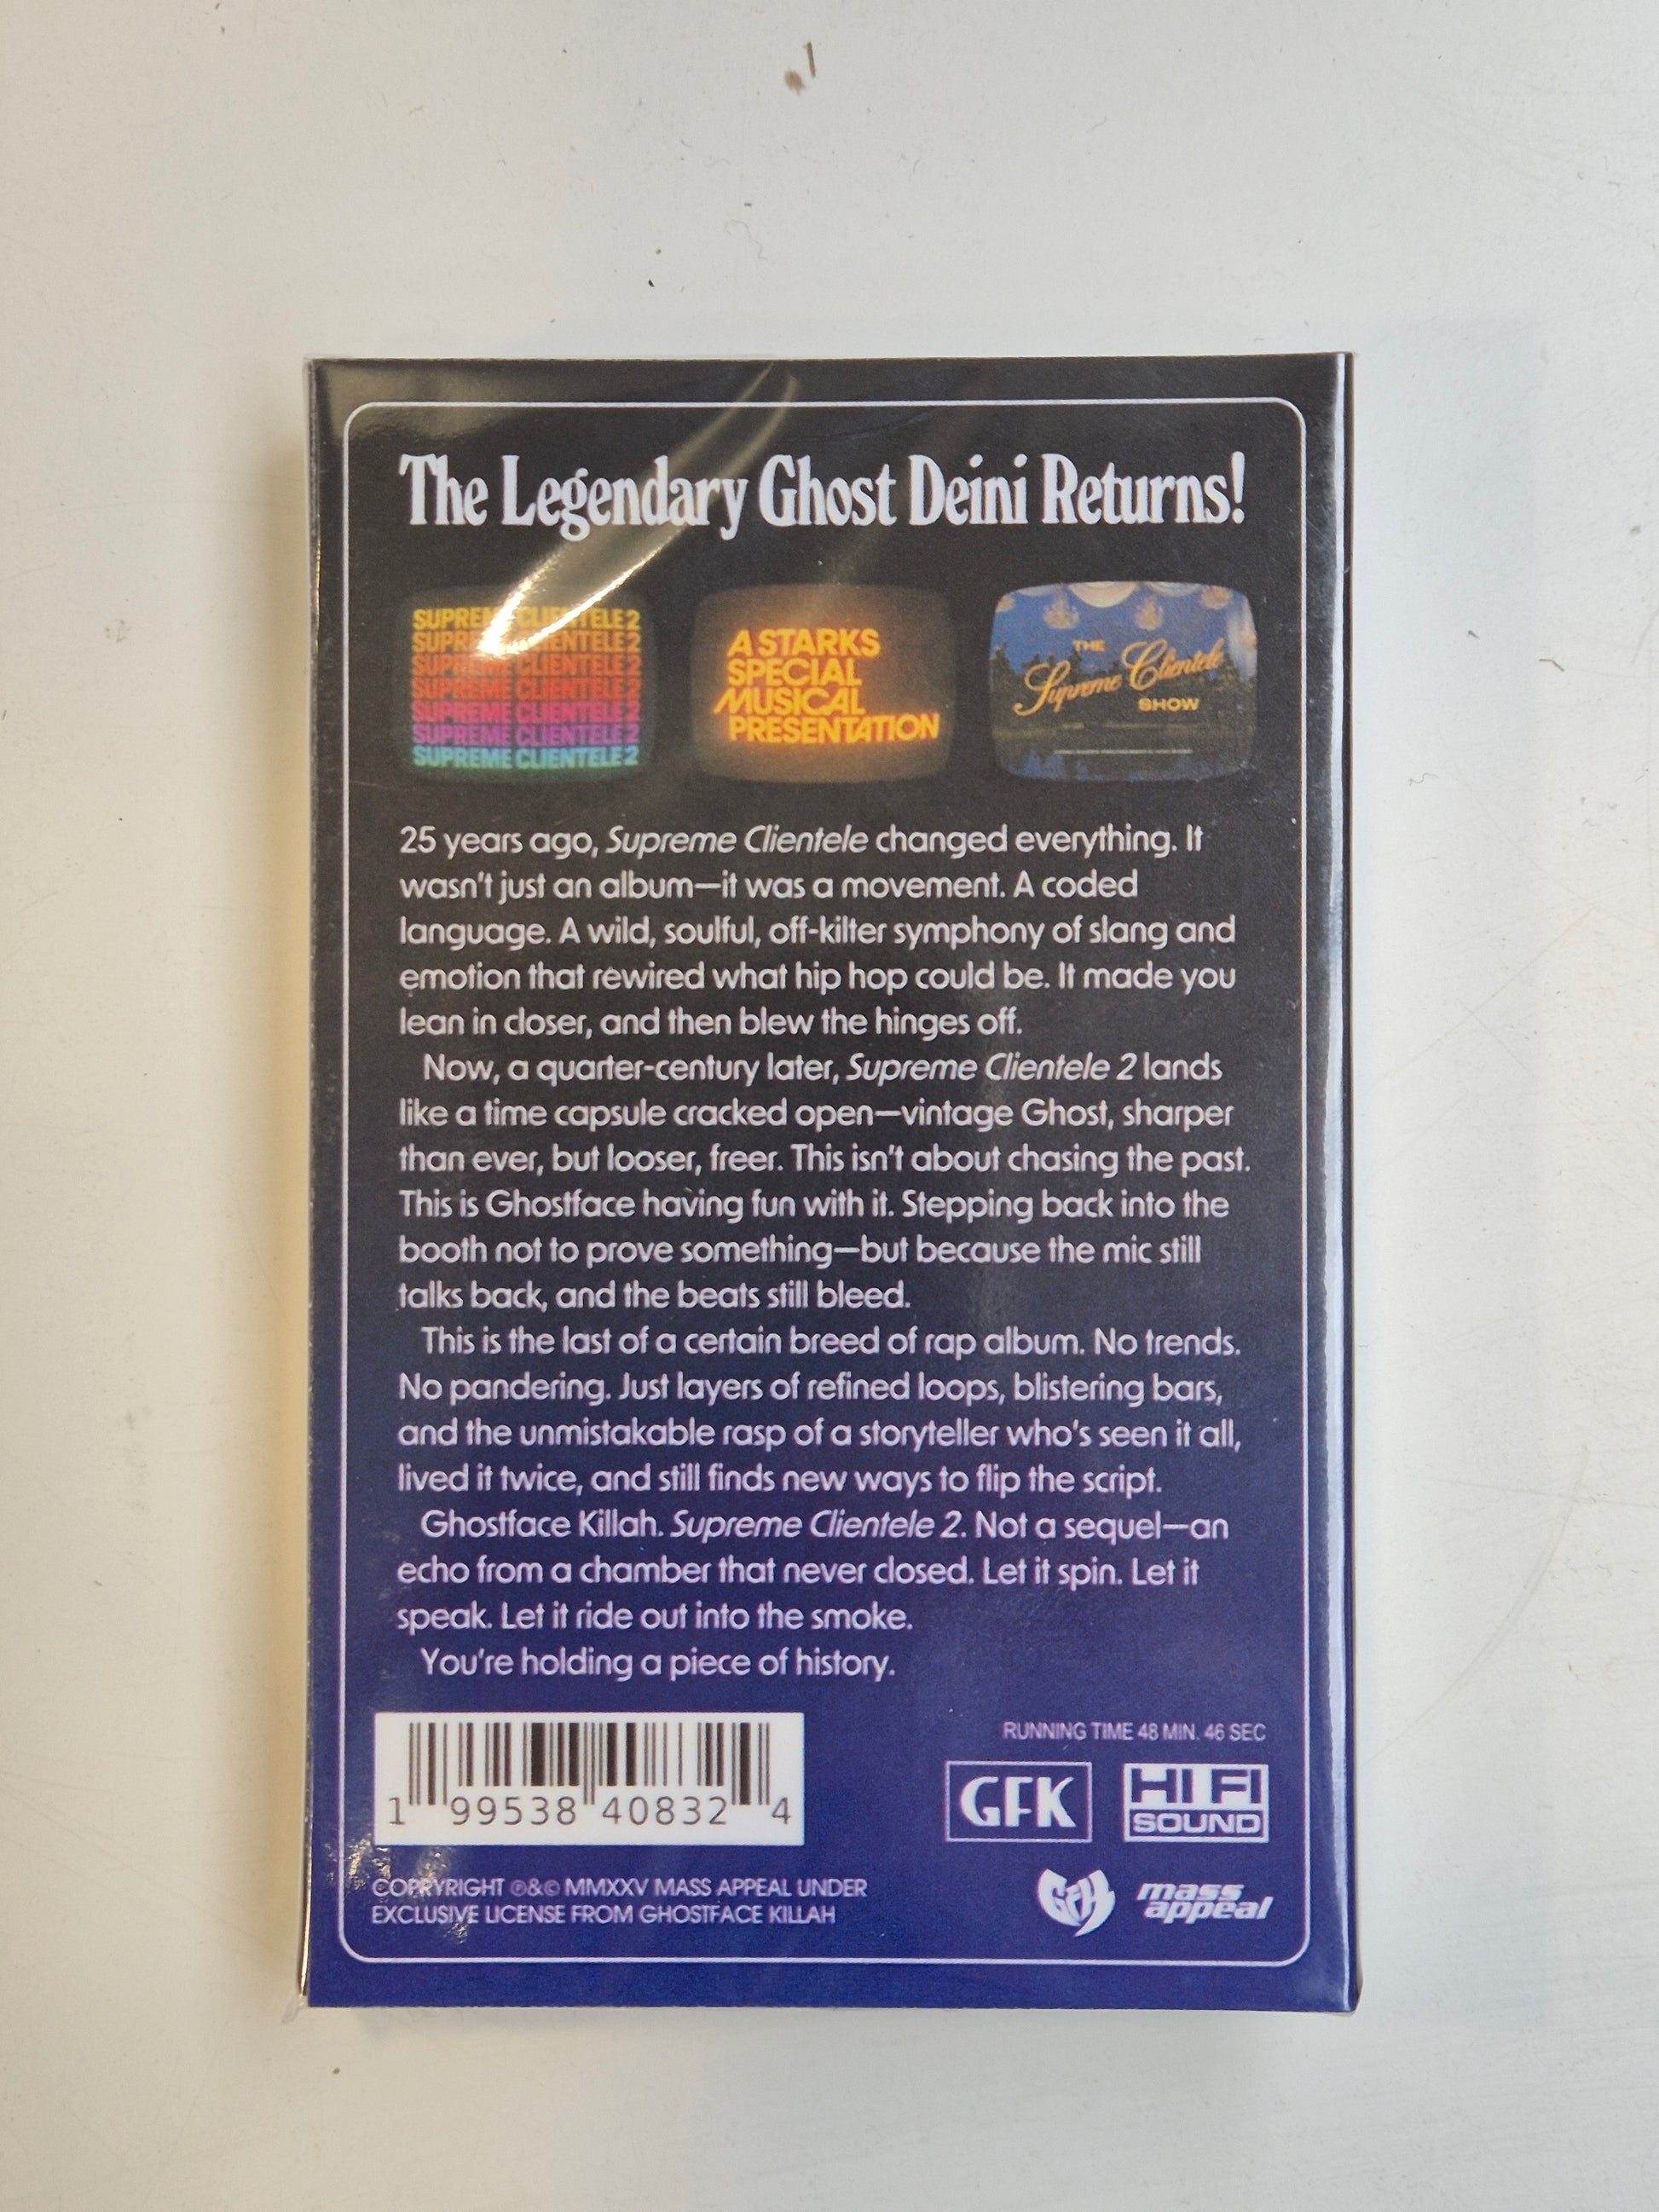 The Legendary Ghost Deini Returns!
SUPREME CLIENTELE 2
SUPREME CLIENTELE 2
SUPREME CLIENTELE 2
SUPREME CLIENTELE 2
SUPREME CLIENTELE 2
SUPREME CLIENTELE 2
SUPREME CLIENTELE 2
A STARKS
SPECIAL
MUSICAL
PRESENTATION
THE
Supreme Clientele
SHOW
25 years ago, Supreme Clientele changed everything. It
wasn't just an album—it was a movement. A coded
language. A wild, soulful, off-kilter symphony of slang and
emotion that rewired what hip hop could be. It made you
lean in closer, and then blew the hinges off.
Now, a quarter-century later, Supreme Clientele 2 lands
like a time capsule cracked open—vintage Ghost, sharper
than ever, but looser, freer. This isn't about chasing the past.
This is Ghostface having fun with it. Stepping back into the
booth not to prove something—but because the mic still
talks back, and the beats still bleed.
This is the last of a certain breed of rap album. No trends.
No pandering. Just layers of refined loops, blistering bars,
and the unmistakable rasp of a storyteller who's seen it all,
lived it twice, and still finds new ways to flip the script.
Ghostface Killah. Supreme Clientele 2. Not a sequel—an
echo from a chamber that never closed. Let it spin. Let it
speak. Let it ride out into the smoke.
You're holding a piece of history.
RUNNING TIME 48 MIN. 46 SEC
1 99538 40832 4
GFK
HI FI
SOUND
COPRYRIGHT ℗&© MMXXV MASS APPEAL UNDER
EXCLUSIVE LICENSE FROM GHOSTFACE KILLAH
GFK
mass
appeal